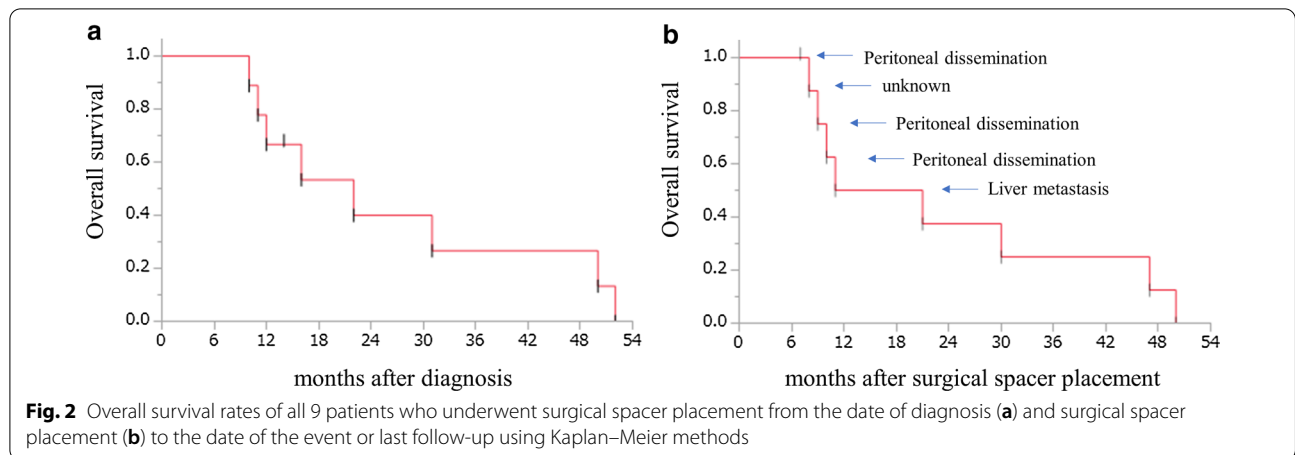 a
1.0
0.8
0.6
0.4
0.2
0.0
0 6 12 18 24 30 36 42 48 54
Overall survival
months after diagnosis
b
1.0
0.8
0.6
0.4
0.2
0.0
0 6 12 18 24 30 36 42 48 54
Overall survival
months after surgical spacer placement
Peritoneal dissemination
unknown
Peritoneal dissemination
Peritoneal dissemination
Liver metastasis
Fig. 2 Overall survival rates of all 9 patients who underwent surgical spacer placement from the date of diagnosis (a) and surgical spacer
placement (b) to the date of the event or last follow-up using Kaplan–Meier methods